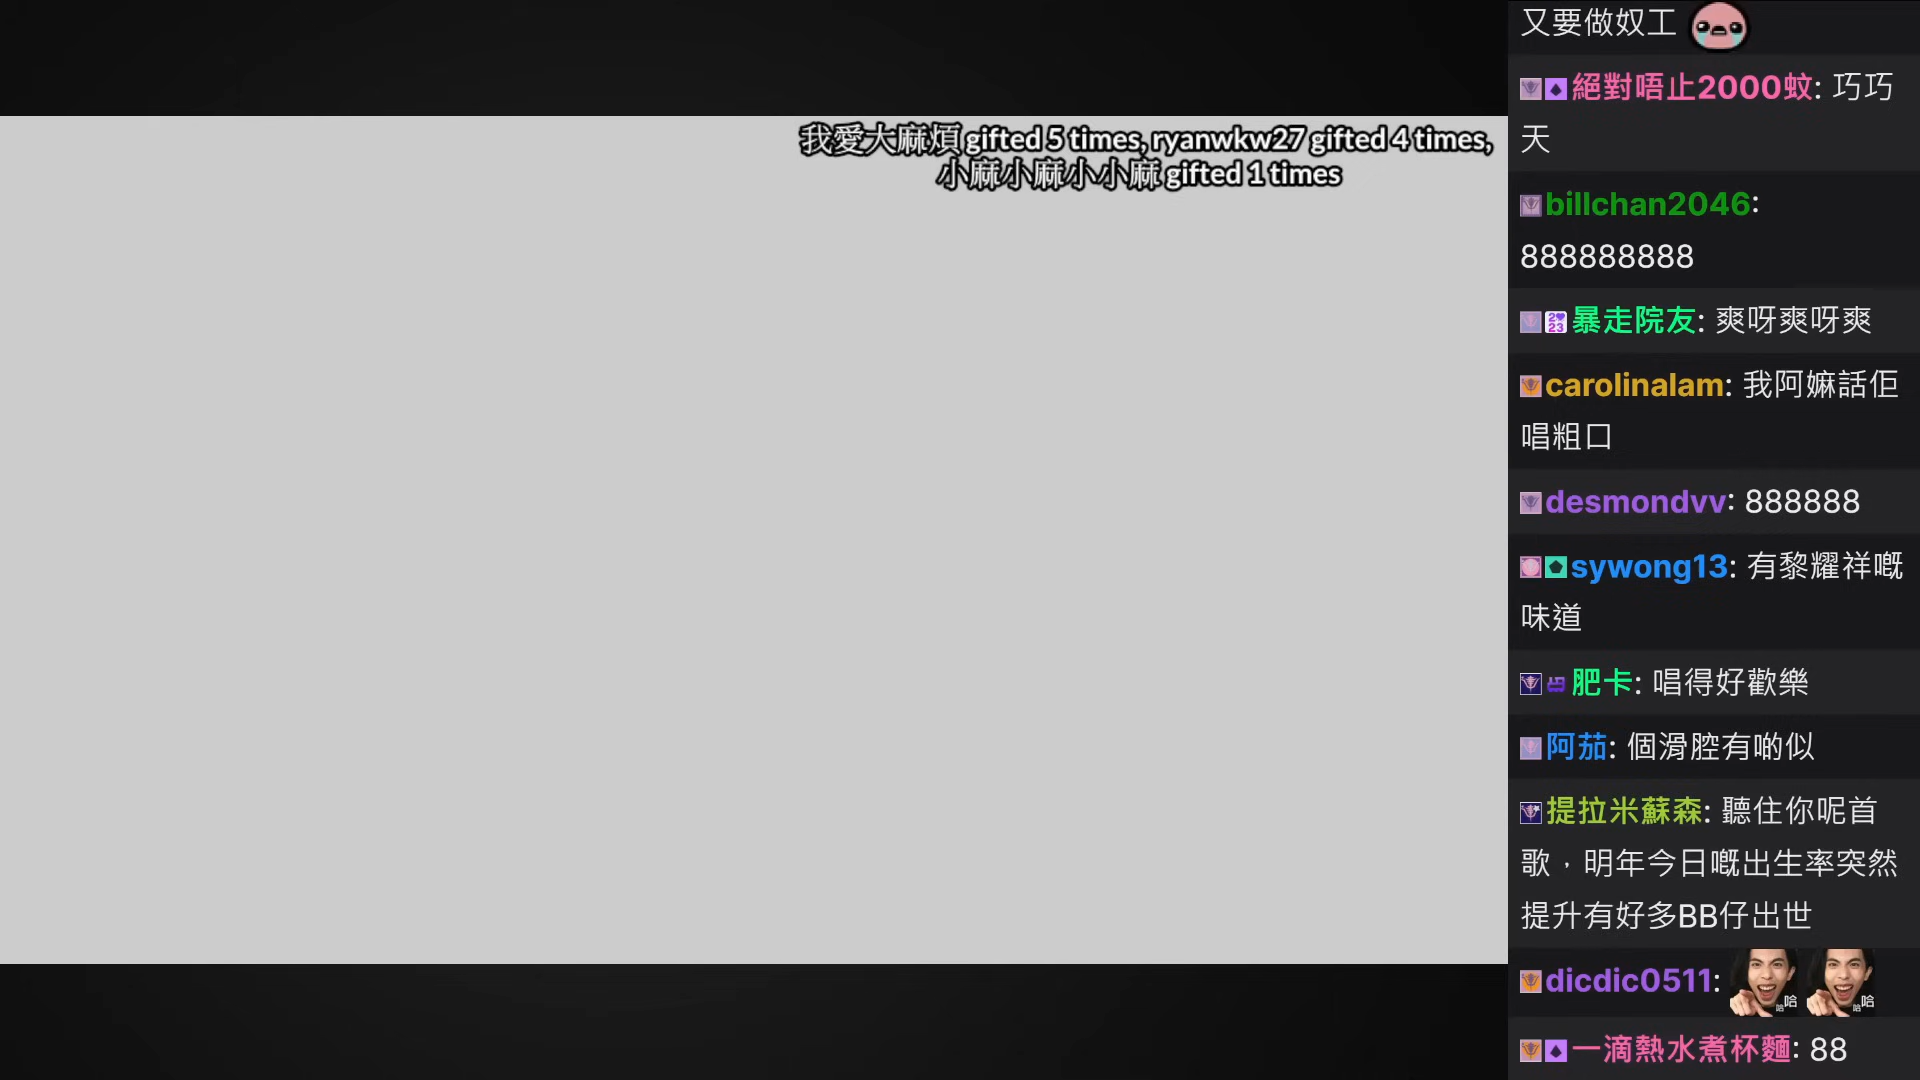 我愛大麻煩 gifted 5 times, ryanwkw27 gifted 4 times,
小麻小麻小小麻 gifted 1 times
又要做奴工
絕對唔止2000蚊: 巧巧
天
billchan2046:
888888888
暴走院友: 爽呀爽呀爽
carolinalam: 我阿嫲話佢
唱粗口
desmondvv: 888888
sywong13: 有黎耀祥嘅
味道
肥卡: 唱得好歡樂
阿茄: 個滑腔有啲似
提拉米蘇森: 聽住你呢首
歌，明年今日嘅出生率突然
提升有好多BB仔出世
dicdic0511: 哈哈 哈哈
一滴熱水煮杯麵: 88